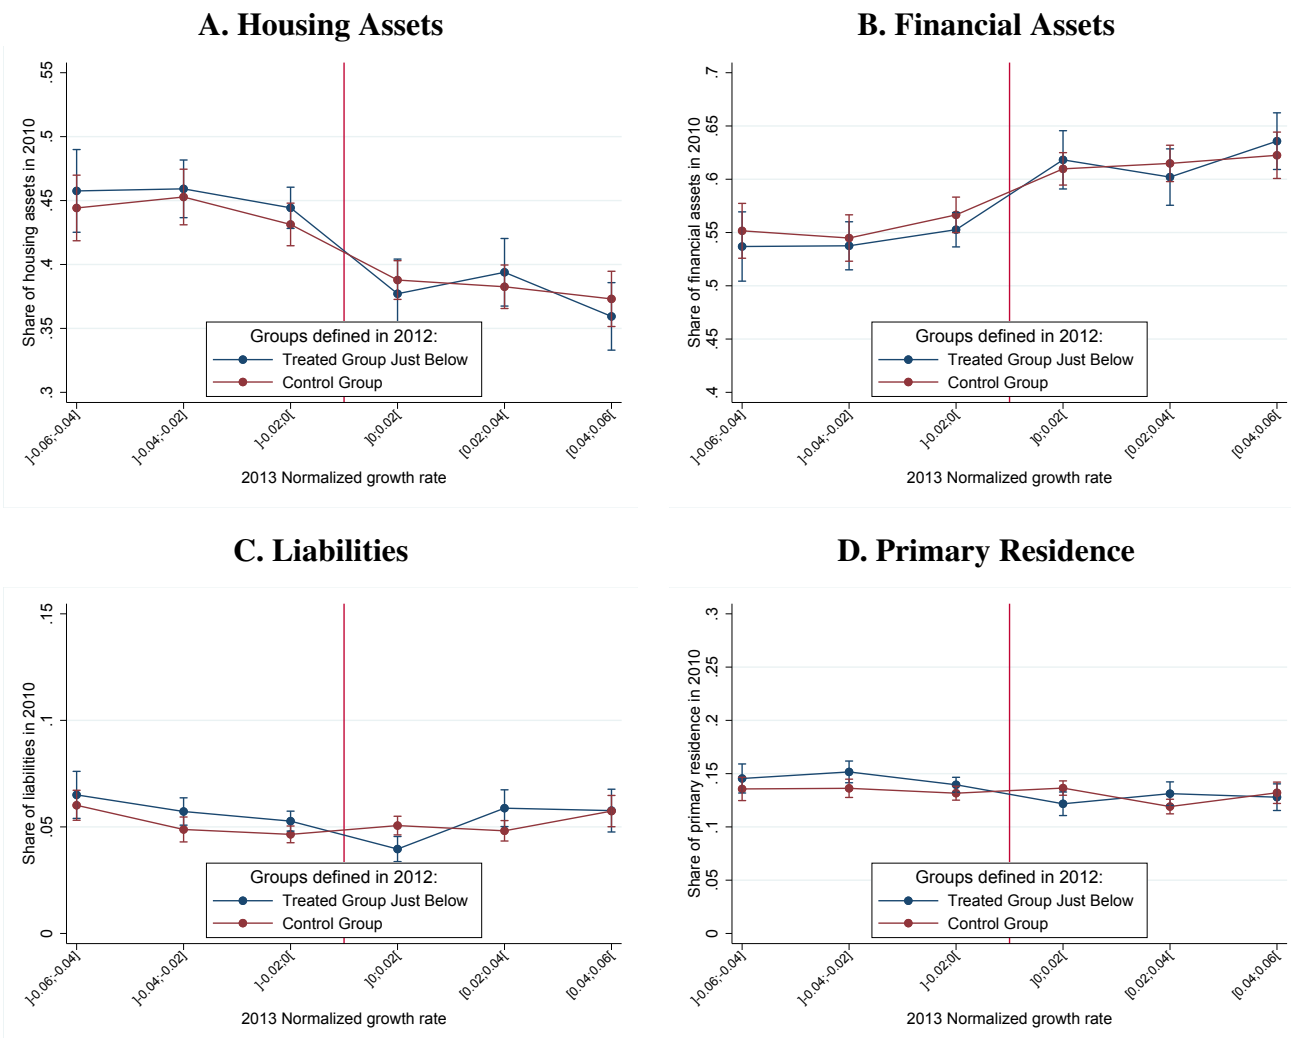 A. Housing Assets
Share of housing assets in 2010
.55
.5
.45
.4
.35
.3
Groups defined in 2012:
Treated Group Just Below
Control Group
]-0.06;-0.04]
]-0.04;-0.02]
]-0.02;0[
]0;0.02[
[0.02;0.04[
[0.04;0.06[
2013 Normalized growth rate
B. Financial Assets
Share of financial assets in 2010
.7
.65
.6
.55
.5
.45
.4
Groups defined in 2012:
Treated Group Just Below
Control Group
]-0.06;-0.04]
]-0.04;-0.02]
]-0.02;0[
]0;0.02[
[0.02;0.04[
[0.04;0.06[
2013 Normalized growth rate
C. Liabilities
Share of liabilities in 2010
.15
.1
.05
0
Groups defined in 2012:
Treated Group Just Below
Control Group
]-0.06;-0.04]
]-0.04;-0.02]
]-0.02;0[
]0;0.02[
[0.02;0.04[
[0.04;0.06[
2013 Normalized growth rate
D. Primary Residence
Share of primary residence in 2010
.3
.25
.2
.15
.1
.05
0
Groups defined in 2012:
Treated Group Just Below
Control Group
]-0.06;-0.04]
]-0.04;-0.02]
]-0.02;0[
]0;0.02[
[0.02;0.04[
[0.04;0.06[
2013 Normalized growth rate